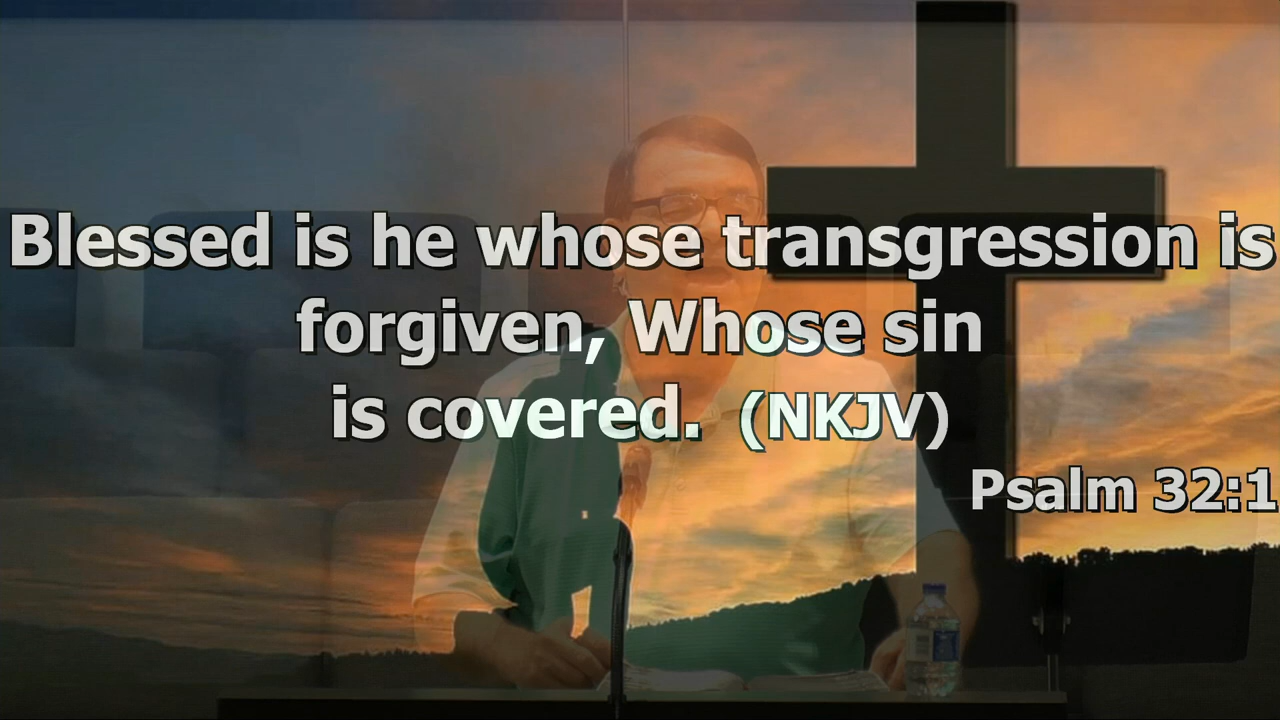 Blessed is he whose transgression is
forgiven, Whose sin
is covered. (NKJV)
Psalm 32:1